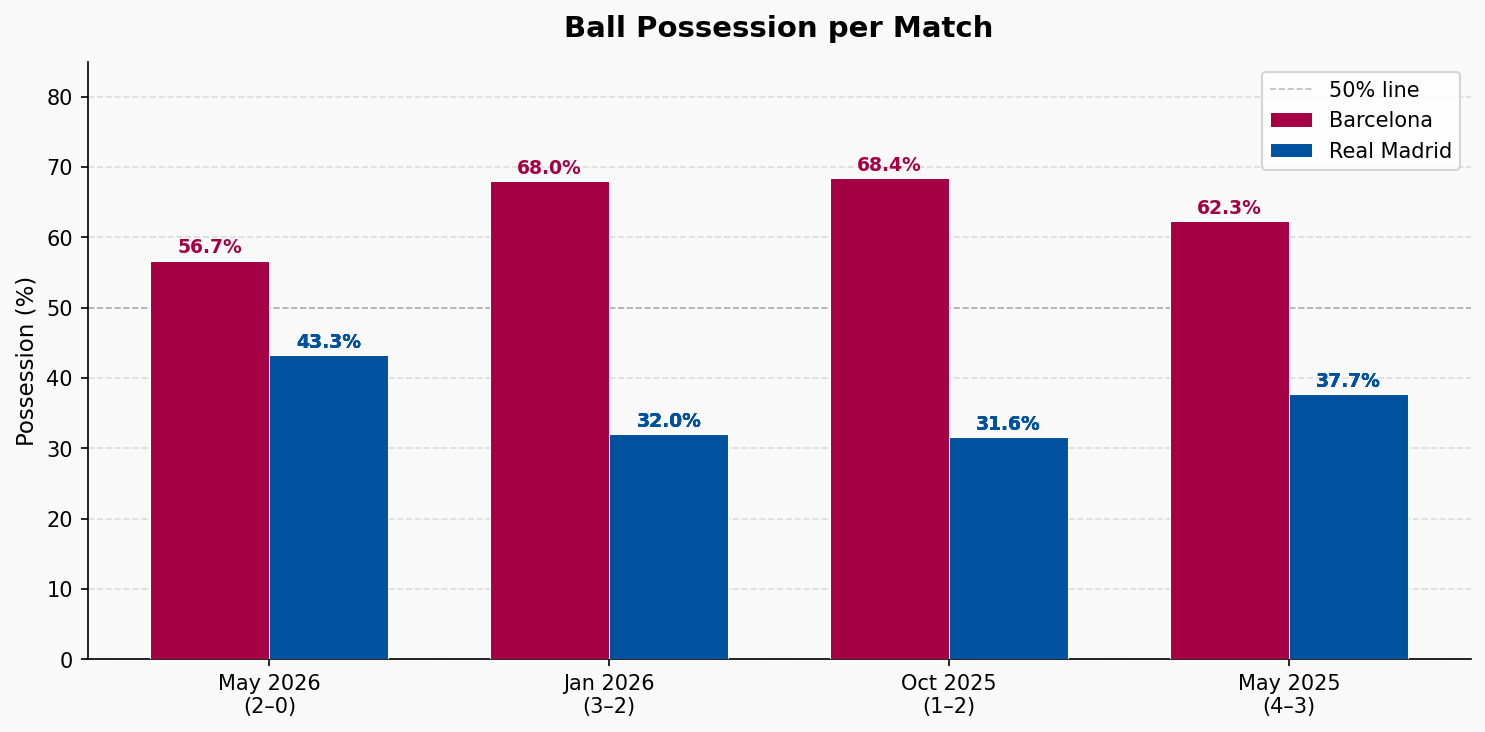 Ball Possession per Match
Possession (%)
80
70
60
50
40
30
20
10
0
50% line
Barcelona
Real Madrid
56.7%
43.3%
68.0%
32.0%
68.4%
31.6%
62.3%
37.7%
May 2026
(2–0)
Jan 2026
(3–2)
Oct 2025
(1–2)
May 2025
(4–3)